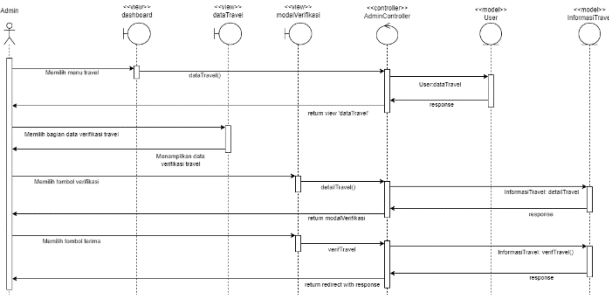 Admin
<<view>>
dashboard
<<view>>
dataTravel
<<view>>
modalVerifikasi
<<controller>>
AdminController
<<model>>
User
<<model>>
InformasiTravel
Memilih menu travel
dataTravel()
User:dataTravel
response
return view 'dataTravel'
Memilih bagian data verifikasi travel
Menampilkan data
verifikasi travel
Memilih tombol verifikasi
detailTravel()
InformasiTravel: detailTravel
response
return modalVerifikasi
Memilih tombol terima
verifTravel
InformasiTravel: verifTravel()
response
return redirect with response